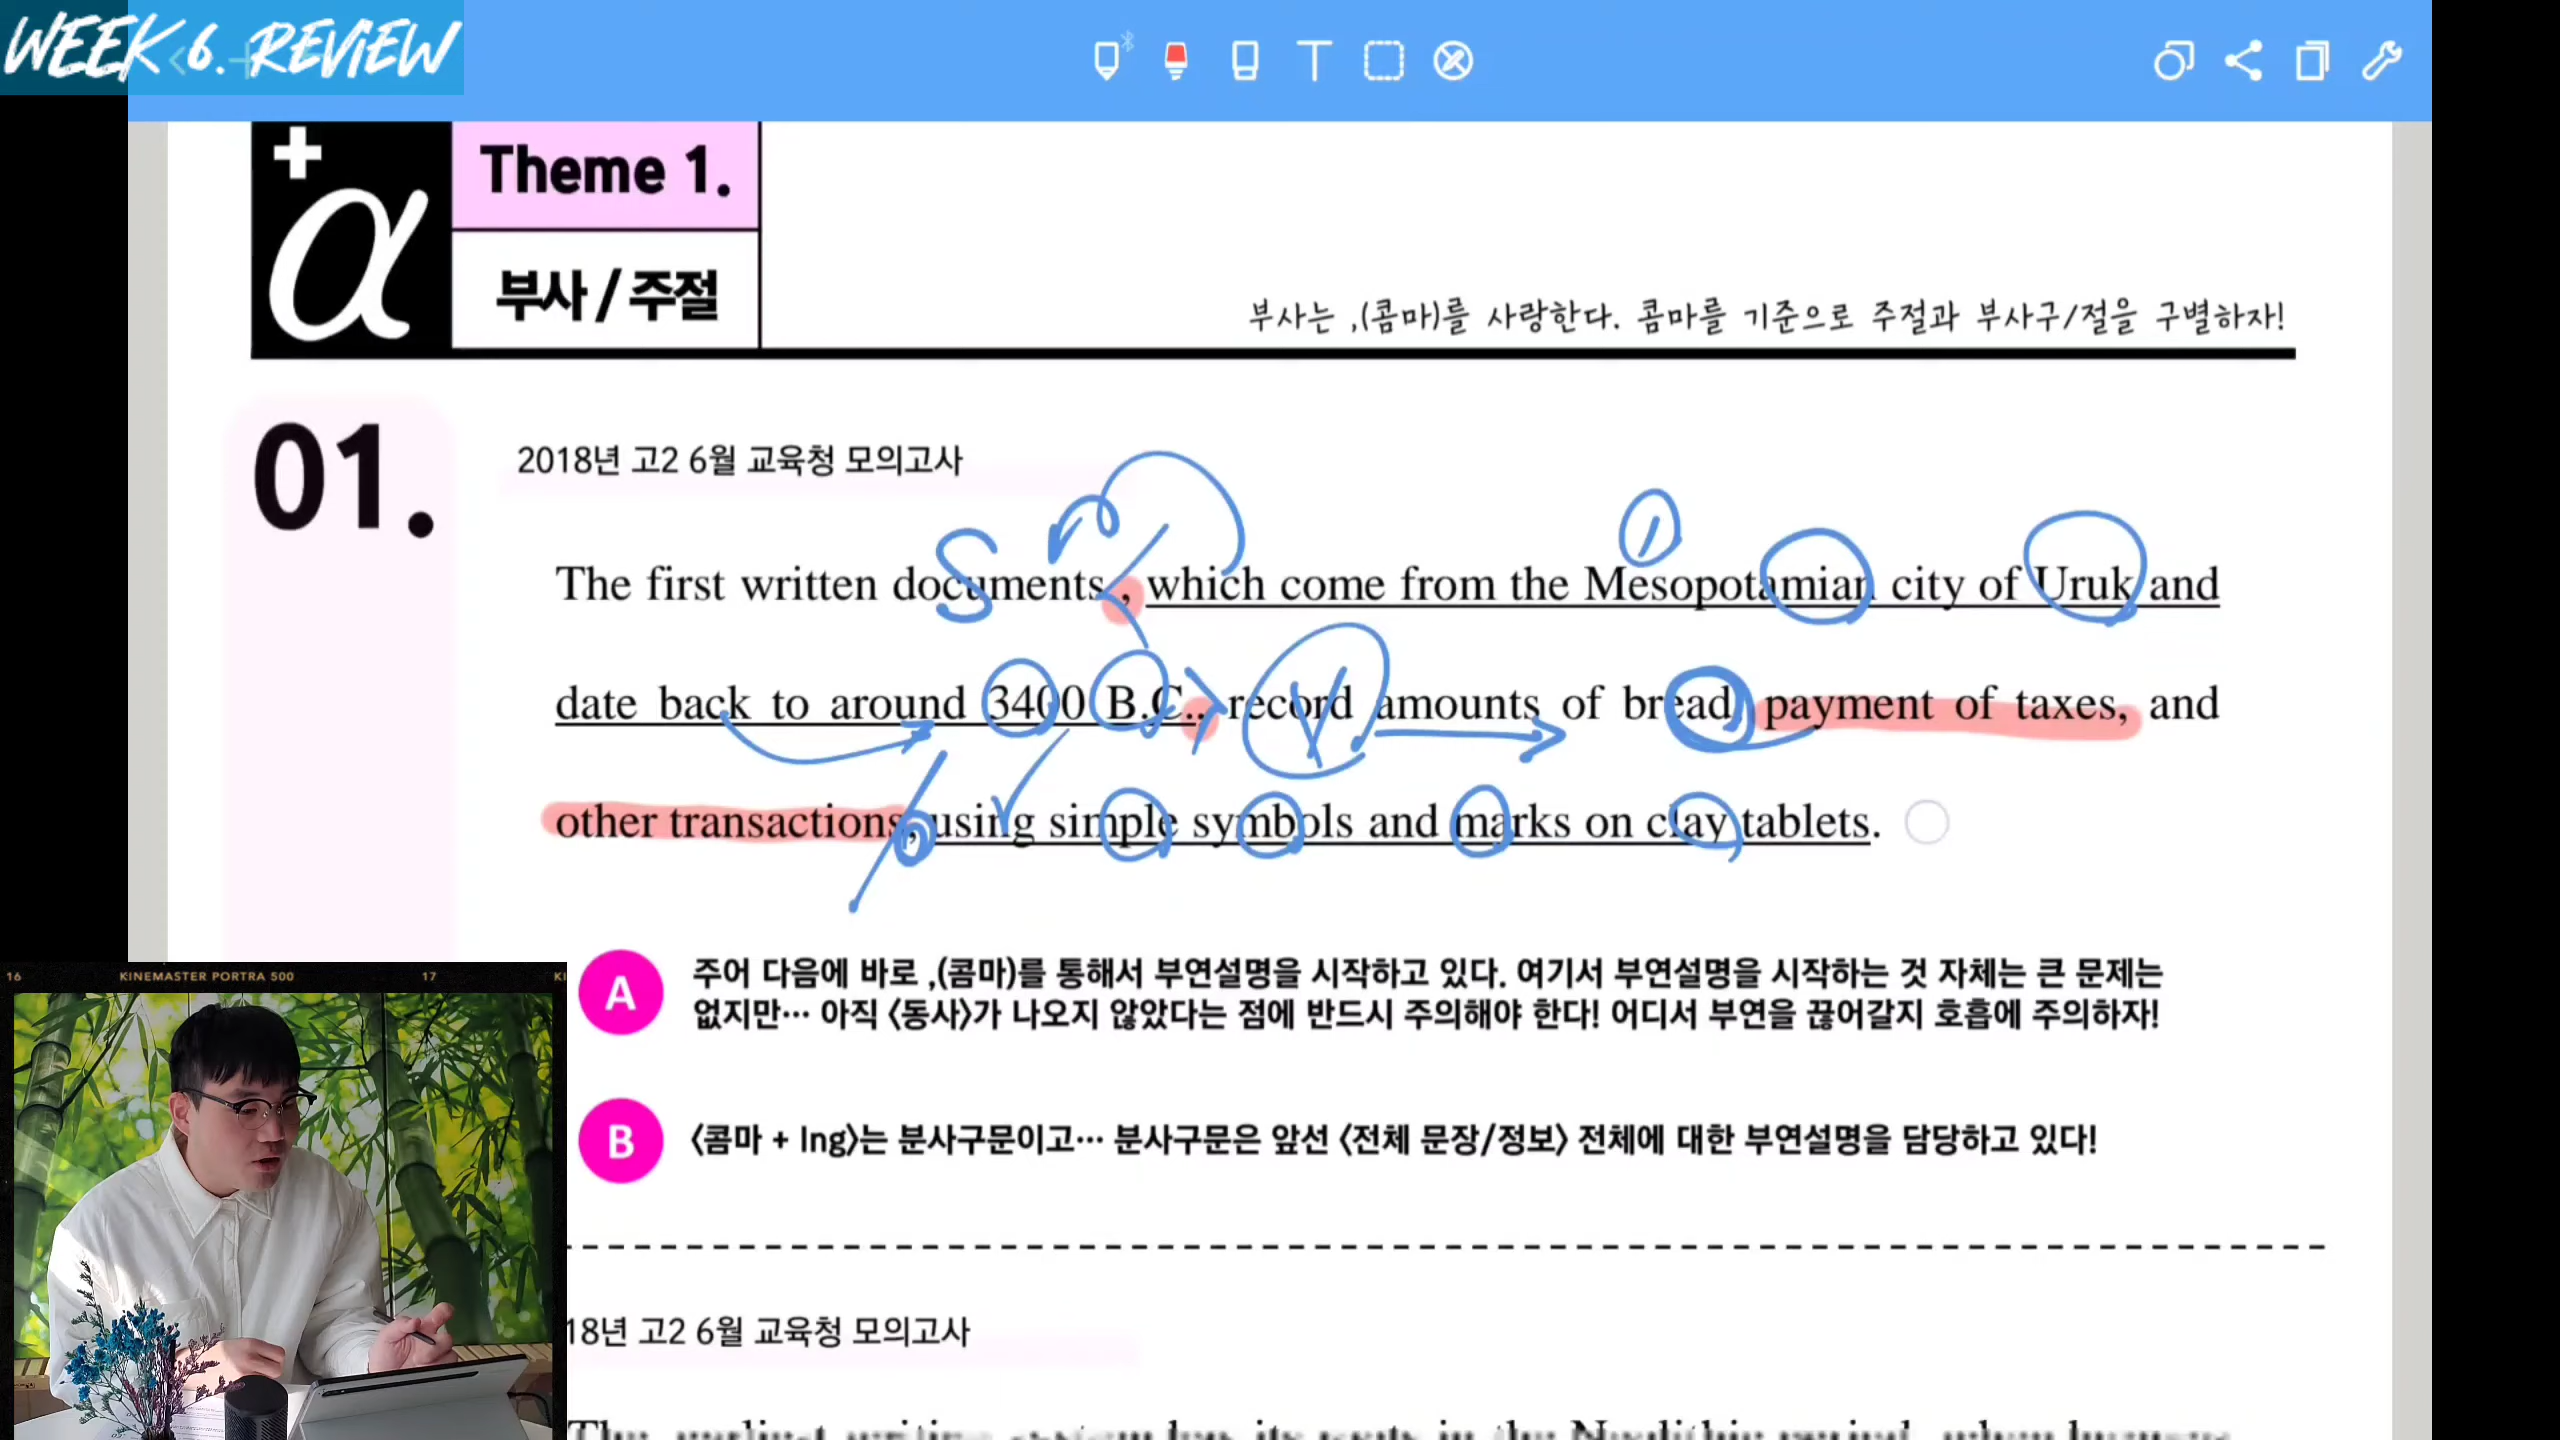 WEEK 6. REVIEW
+
α
Theme 1.
부사 / 주절
부사는 ,(콤마)를 사랑한다. 콤마를 기준으로 주절과 부사구/절을 구별하자!
01.
2018년 고2 6월 교육청 모의고사
S
1
The first written documents, which come from the Mesopotamian city of Uruk and
date back to around 3400 B.C., record amounts of bread, payment of taxes, and
V
other transactions, using simple symbols and marks on clay tablets.
A 주어 다음에 바로 ,(콤마)를 통해서 부연설명을 시작하고 있다. 여기서 부연설명을 시작하는 것 자체는 큰 문제는
없지만… 아직 〈동사〉가 나오지 않았다는 점에 반드시 주의해야 한다! 어디서 부연을 끊어갈지 호흡에 주의하자!
B 〈콤마 + Ing〉는 분사구문이고… 분사구문은 앞선 〈전체 문장/정보〉 전체에 대한 부연설명을 담당하고 있다!
16 KINEMASTER PORTRA 500 17
18년 고2 6월 교육청 모의고사